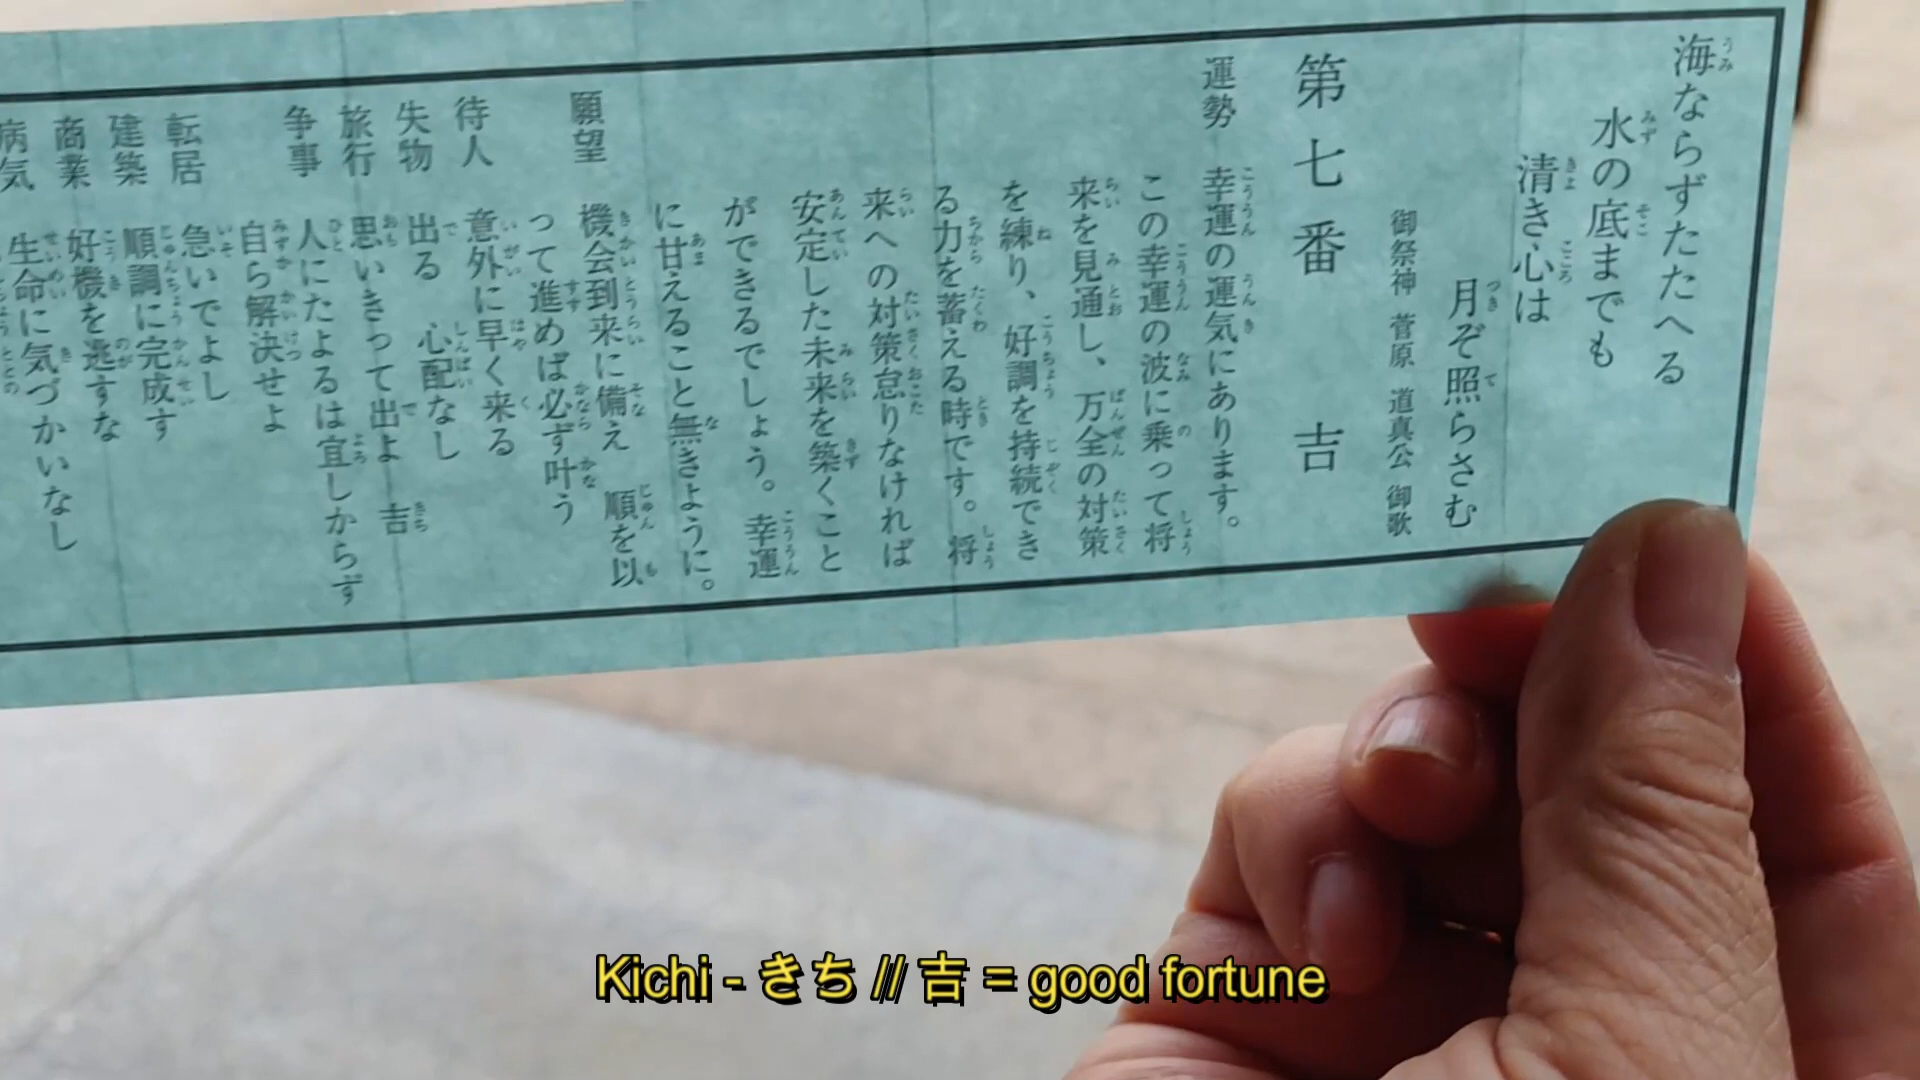 海ならずたたへる
水の底までも
清き心は
月ぞ照らさむ
御祭神 菅原 道真公 御歌
第七番 吉
運勢 幸運の運気にあります。
この幸運の波に乗って将
来を見通し、万全の対策
を練り、好調を持続でき
る力を蓄える時です。将
来への対策怠りなければ
安定した未来を築くこと
ができるでしょう。幸運
に甘えること無きように。
願望 機会到来に備え 順を以
って進めば必ず叶う
待人 意外に早く来る
失物 出る 心配なし
旅行 思いきって出よ 吉
争事 人にたよるは宜しからず
自ら解決せよ
転居 急いでよし
建築 順調に完成す
商業 好機を逃すな
病気 生命に気づかいなし
Kichi - きち // 吉 = good fortune